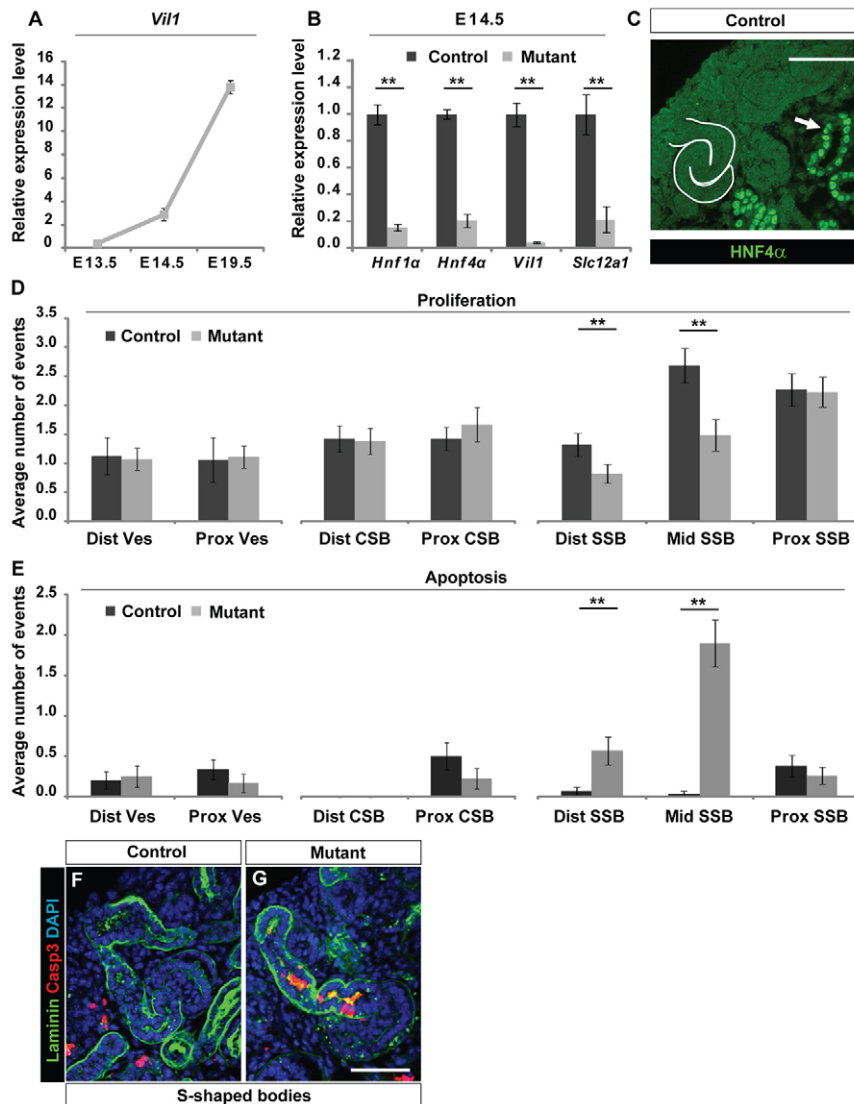 A
Vil1
Relative expression level
16
14
12
10
8
6
4
2
0
E13.5 E14.5 E19.5
B
E14.5
Control Mutant
Relative expression level
1.2
1.0
1.2
0.8
0.6
0.4
0.2
0.0
** ** ** **
Hnf1α Hnf4α Vil1 Slc12a1
C
Control
HNF4α
D
Proliferation
Control Mutant
Average number of events
3.5
3.0
2.5
2.0
1.5
1.0
0.5
0.0
** **
Dist Ves Prox Ves Dist CSB Prox CSB Dist SSB Mid SSB Prox SSB
E
Apoptosis
Control Mutant
Average number of events
2.5
2.0
1.5
1.0
0.5
0.0
** **
Dist Ves Prox Ves Dist CSB Prox CSB Dist SSB Mid SSB Prox SSB
Control Mutant
F G
Laminin Casp3 DAPI
S-shaped bodies